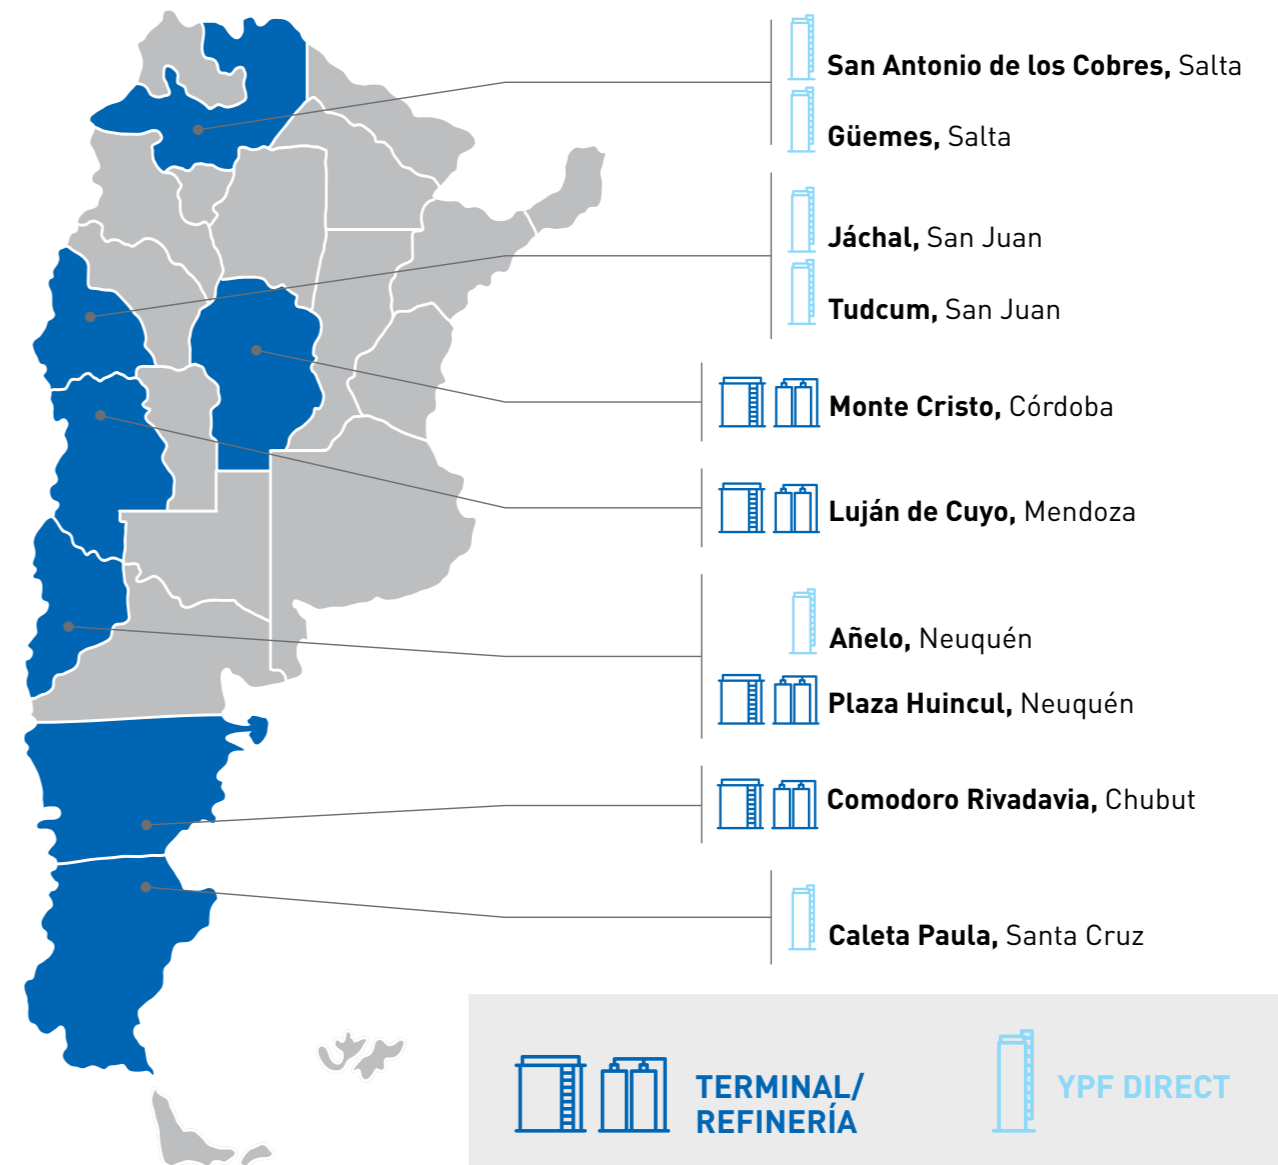 San Antonio de los Cobres, Salta
Güemes, Salta
Jáchal, San Juan
Tudcum, San Juan
Monte Cristo, Córdoba
Luján de Cuyo, Mendoza
Añelo, Neuquén
Plaza Huincul, Neuquén
Comodoro Rivadavia, Chubut
Caleta Paula, Santa Cruz
TERMINAL/
REFINERÍA
YPF DIRECT